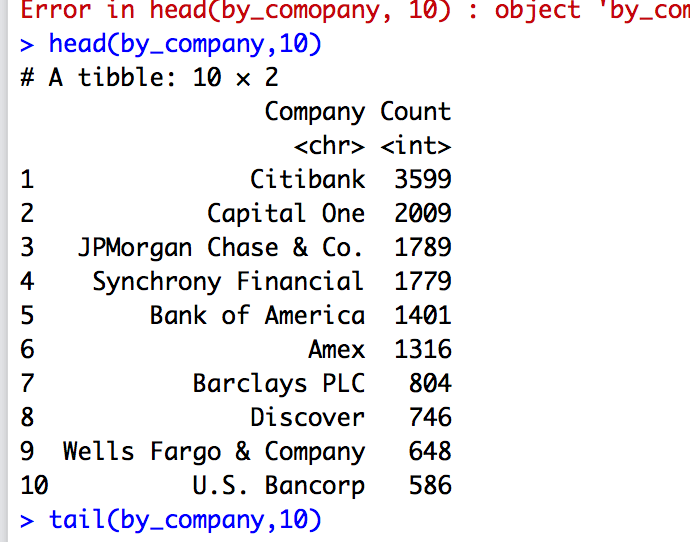 Error in head(by_comopany, 10) : object 'by_com
> head(by_company,10)
# A tibble: 10 × 2
Company Count
<chr> <int>
1 Citibank 3599
2 Capital One 2009
3 JPMorgan Chase & Co. 1789
4 Synchrony Financial 1779
5 Bank of America 1401
6 Amex 1316
7 Barclays PLC 804
8 Discover 746
9 Wells Fargo & Company 648
10 U.S. Bancorp 586
> tail(by_company,10)